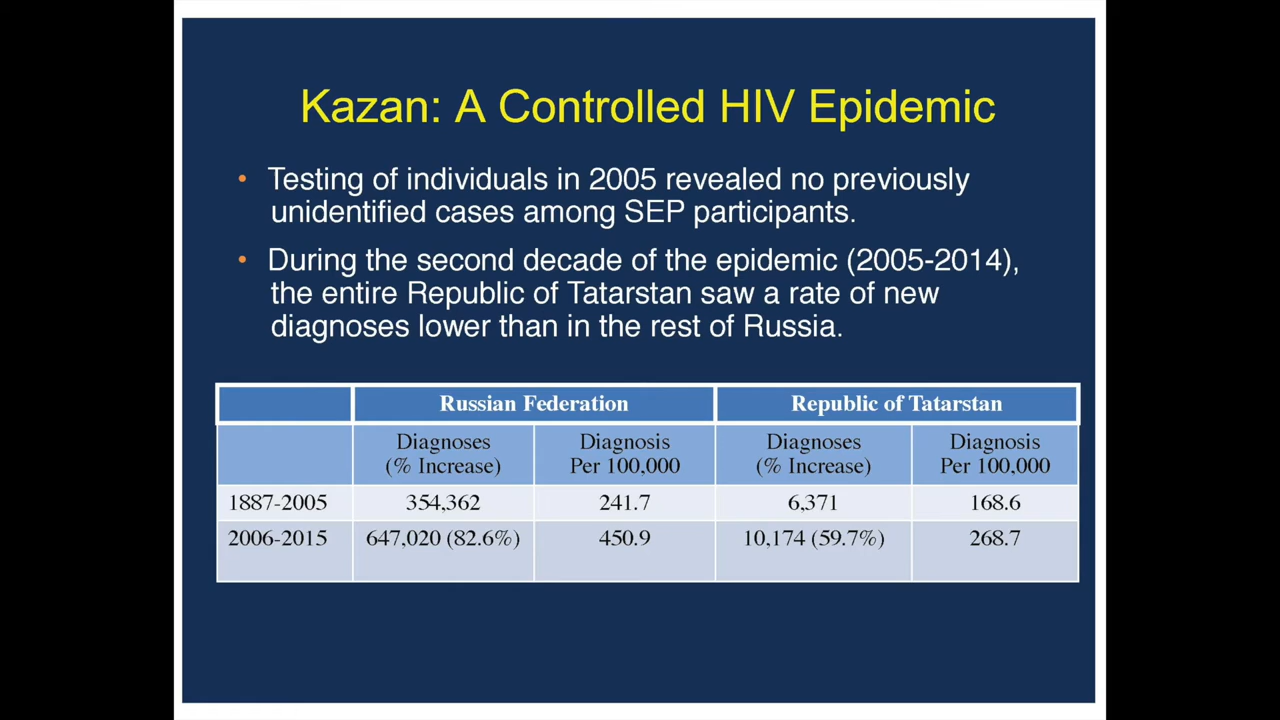 Kazan: A Controlled HIV Epidemic
• Testing of individuals in 2005 revealed no previously
unidentified cases among SEP participants.
• During the second decade of the epidemic (2005-2014),
the entire Republic of Tatarstan saw a rate of new
diagnoses lower than in the rest of Russia.
Russian Federation Republic of Tatarstan
Diagnoses Diagnosis Diagnoses Diagnosis
(% Increase) Per 100,000 (% Increase) Per 100,000
1887-2005 354,362 241.7 6,371 168.6
2006-2015 647,020 (82.6%) 450.9 10,174 (59.7%) 268.7